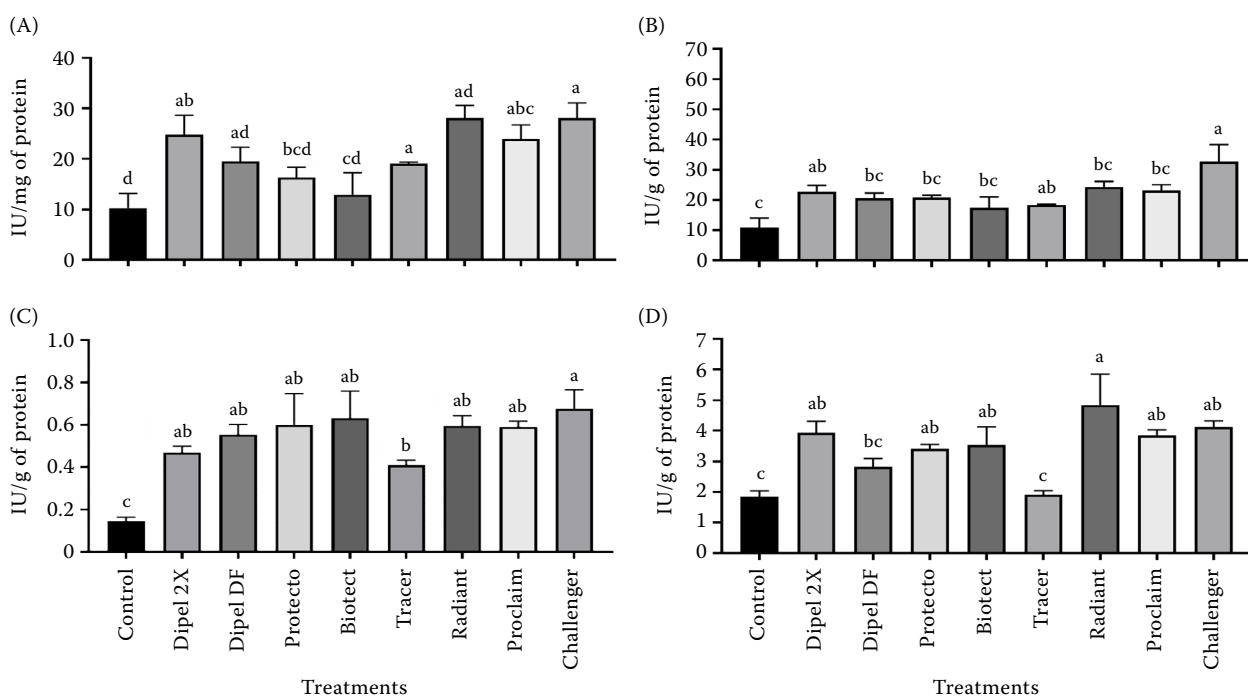 (A)
IU/mg of protein
40
30
20
10
0
d
ab
ad
bcd
cd
a
ad
abc
a
(B)
IU/g of protein
70
60
50
40
30
20
10
0
c
ab
bc
bc
bc
ab
bc
bc
a
(C)
IU/g of protein
1.0
0.8
0.6
0.4
0.2
0
c
ab
ab
ab
ab
b
ab
ab
a
Control
Dipel 2X
Dipel DF
Protecto
Biotect
Tracer
Radiant
Proclaim
Challenger
Treatments
(D)
IU/g of protein
7
6
5
4
3
2
1
0
c
ab
bc
ab
ab
c
a
ab
ab
Control
Dipel 2X
Dipel DF
Protecto
Biotect
Tracer
Radiant
Proclaim
Challenger
Treatments